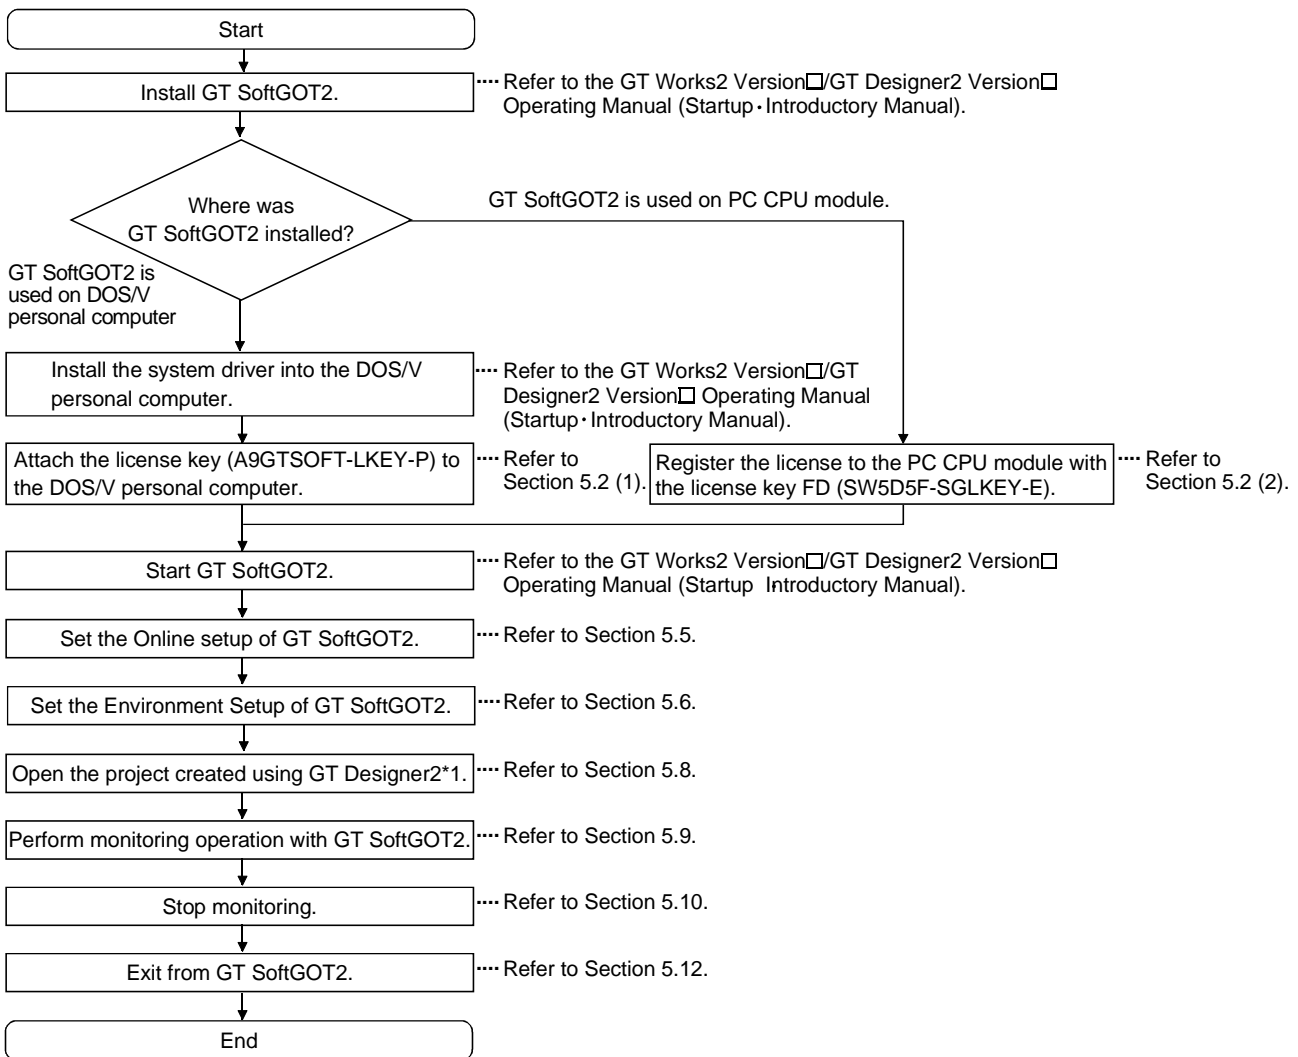 Start
Install GT SoftGOT2.
Refer to the GT Works2 Version□/GT Designer2 Version□
Operating Manual (Startup・Introductory Manual).
Where was
GT SoftGOT2 installed?
GT SoftGOT2 is used on PC CPU module.
GT SoftGOT2 is
used on DOS/V
personal computer
Install the system driver into the DOS/V
personal computer.
Refer to the GT Works2 Version□/GT
Designer2 Version□ Operating Manual
(Startup・Introductory Manual).
Attach the license key (A9GTSOFT-LKEY-P) to
the DOS/V personal computer.
Refer to
Section 5.2 (1).
Register the license to the PC CPU module with
the license key FD (SW5D5F-SGLKEY-E).
Refer to
Section 5.2 (2).
Start GT SoftGOT2.
Refer to the GT Works2 Version□/GT Designer2 Version□
Operating Manual (Startup・Introductory Manual).
Set the Online setup of GT SoftGOT2.
Refer to Section 5.5.
Set the Environment Setup of GT SoftGOT2.
Refer to Section 5.6.
Open the project created using GT Designer2*1.
Refer to Section 5.8.
Perform monitoring operation with GT SoftGOT2.
Refer to Section 5.9.
Stop monitoring.
Refer to Section 5.10.
Exit from GT SoftGOT2.
Refer to Section 5.12.
End